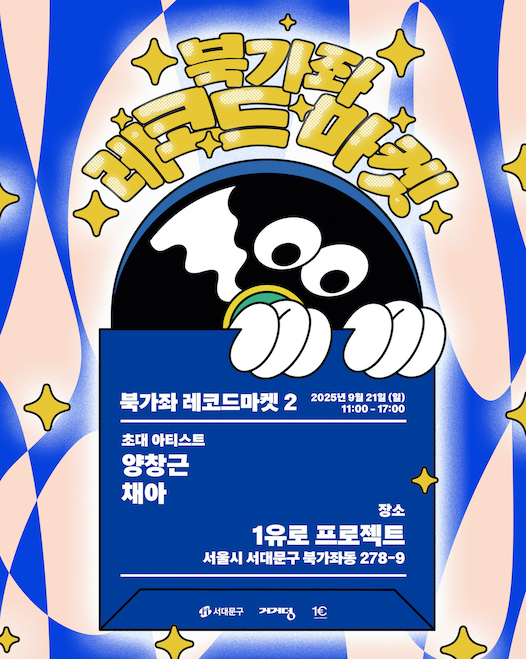 북가좌
레코드 마켓
북가좌 레코드마켓 2
2025년 9월 21일 (일)
11:00 – 17:00
초대 아티스트
양창근
채아
장소
1유로 프로젝트
서울시 서대문구 북가좌동 278-9
서대문구
거거덩
1€